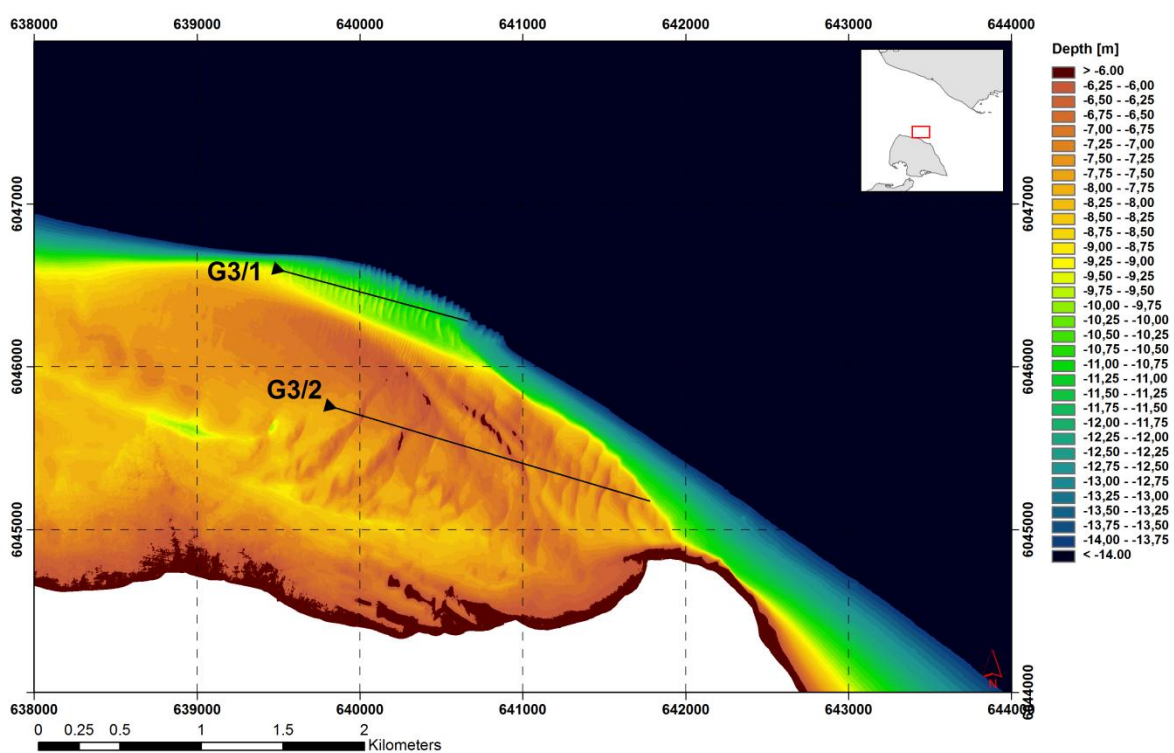 638000 639000 640000 641000 642000 643000 644000
Depth [m]
> -6.00
-6,25 - -6,00
-6,50 - -6,25
-6,75 - -6,50
-7,00 - -6,75
-7,25 - -7,00
-7,50 - -7,25
-7,75 - -7,50
-8,00 - -7,75
-8,25 - -8,00
-8,50 - -8,25
-8,75 - -8,50
-9,00 - -8,75
-9,25 - -9,00
-9,50 - -9,25
-9,75 - -9,50
-10,00 - -9,75
-10,25 - -10,00
-10,50 - -10,25
-10,75 - -10,50
-11,00 - -10,75
-11,25 - -11,00
-11,50 - -11,25
-11,75 - -11,50
-12,00 - -11,75
-12,25 - -12,00
-12,50 - -12,25
-12,75 - -12,50
-13,00 - -12,75
-13,25 - -13,00
-13,50 - -13,25
-13,75 - -13,50
-14,00 - -13,75
< -14.00
6047000 6047000
G3/1
6046000 6046000
G3/2
6045000 6045000
N
6044000
638000 639000 640000 641000 642000 643000 644000
0 0.25 0.5 1 1.5 2
Kilometers